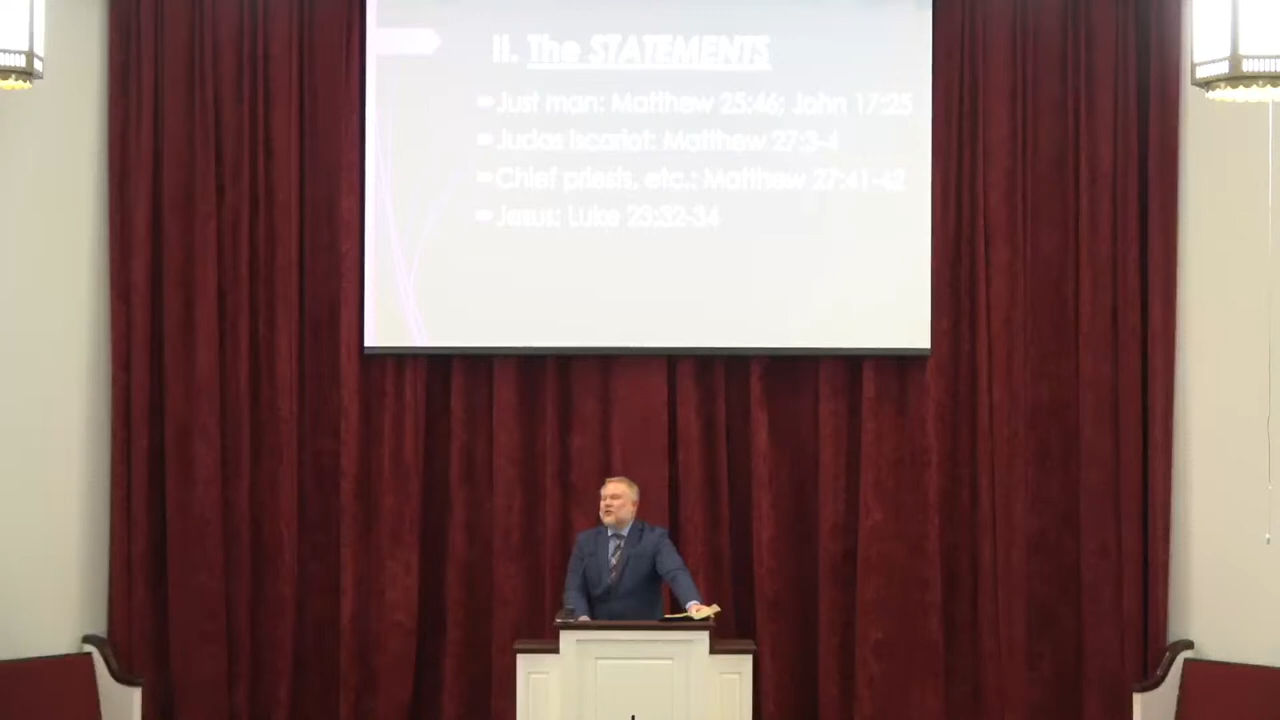 II. The STATEMENTS
Just man: Matthew 25:46; John 17:25
Judas Iscariot: Matthew 27:3-4
Chief priests, etc.: Matthew 27:41-42
Jesus: Luke 23:32-34